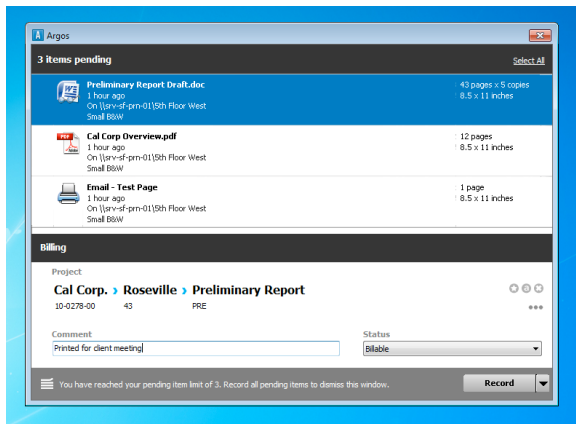 Argos
3 items pending
Select All
Preliminary Report Draft.doc
43 pages x 5 copies
1 hour ago
8.5 x 11 inches
On \\srv-sf-prn-01\5th Floor West
Small B&W
Cal Corp Overview.pdf
12 pages
1 hour ago
8.5 x 11 inches
On \\srv-sf-prn-01\5th Floor West
Small B&W
Email - Test Page
1 page
1 hour ago
8.5 x 11 inches
On \\srv-sf-prn-01\5th Floor West
Small B&W
Billing
Project
Cal Corp. › Roseville › Preliminary Report
10-0278-00 43 PRE
Comment
Status
Printed for client meeting
Billable
You have reached your pending item limit of 3. Record all pending items to dismiss this window.
Record